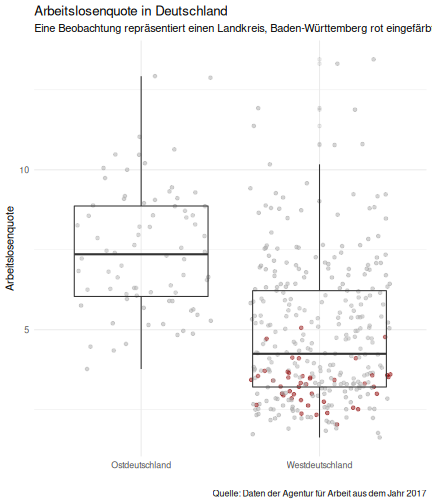 Arbeitslosenquote in Deutschland
Eine Beobachtung repräsentiert einen Landkreis, Baden-Württemberg rot eingefärbt
Arbeitslosenquote
10
5
Ostdeutschland
Westdeutschland
Quelle: Daten der Agentur für Arbeit aus dem Jahr 2017